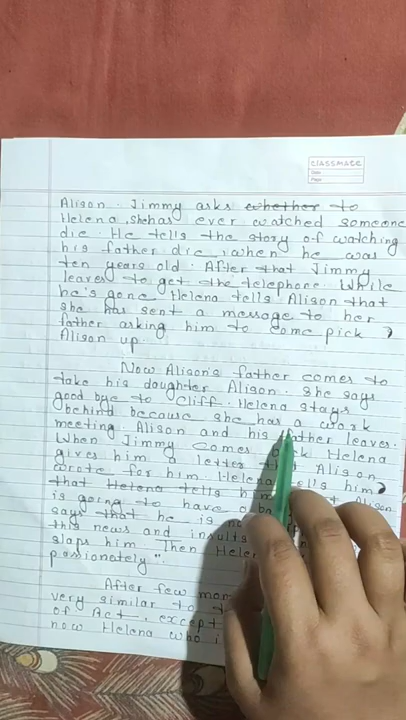 CLASSMATE
Date
Page
Alison. Jimmy asks whether to
Helena, she has ever watched someone
die. He tells the story of watching
his father die, when he was
ten years old. After that Jimmy
leaves to get the telephone. While
he's gone Helena tells Alison that
she has sent a message to her
father asking him to come pick
Alison up.
Now Alison's father comes to
take his doughter Alison. She says
good bye to Cliff. Helena stays
behind because she has a work
meeting. Alison and his father leaves.
When Jimmy comes back Helena
gives him a letter that Alison
wrote for him. Helena tells him
that Helena tells him Alison
is going to have a
says that he is
this news and insults
slaps him. Then
passionately".
After few
very similar to
of Act, except
now Helena who